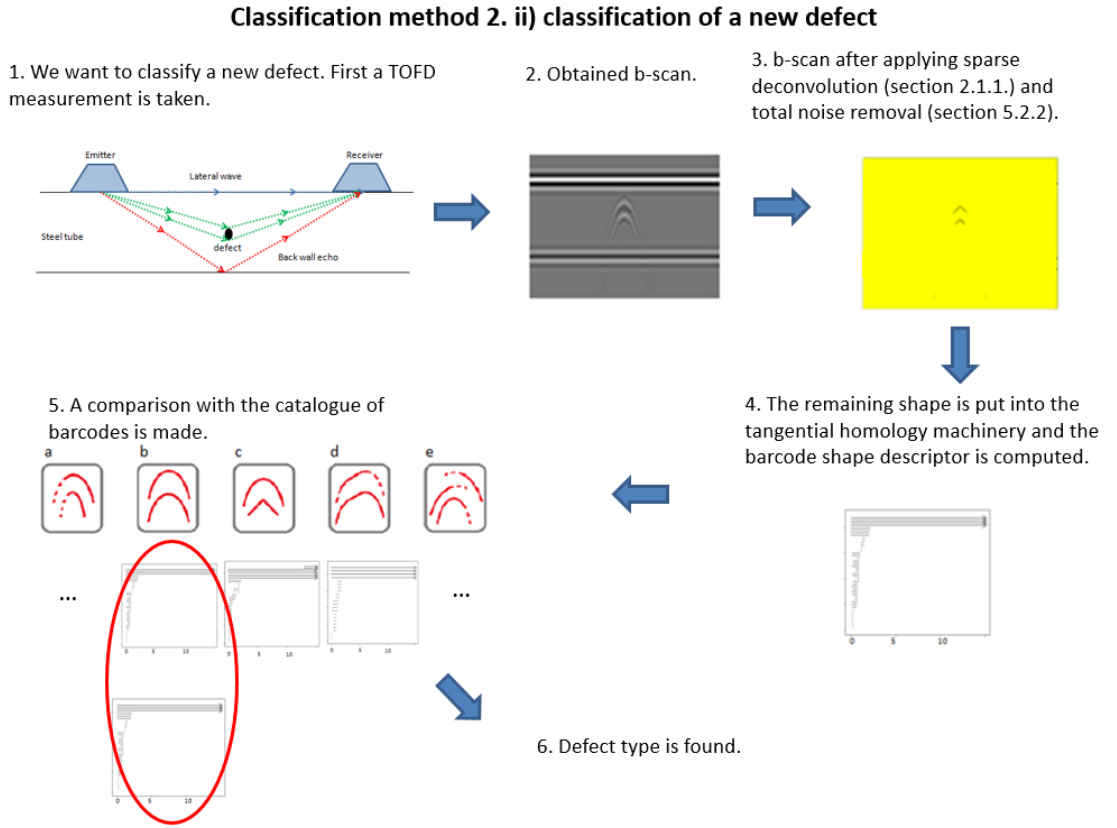 Classification method 2. ii) classification of a new defect
1. We want to classify a new defect. First a TOFD
measurement is taken.
2. Obtained b-scan.
3. b-scan after applying sparse
deconvolution (section 2.1.1.) and
total noise removal (section 5.2.2).
Emitter
Receiver
Lateral wave
Steel tube
defect
Back wall echo
4. The remaining shape is put into the
tangential homology machinery and the
barcode shape descriptor is computed.
0 5 10
5. A comparison with the catalogue of
barcodes is made.
a b c d e
... ...
0 5 10
0 5 10
0 5 10
0 5 10
6. Defect type is found.